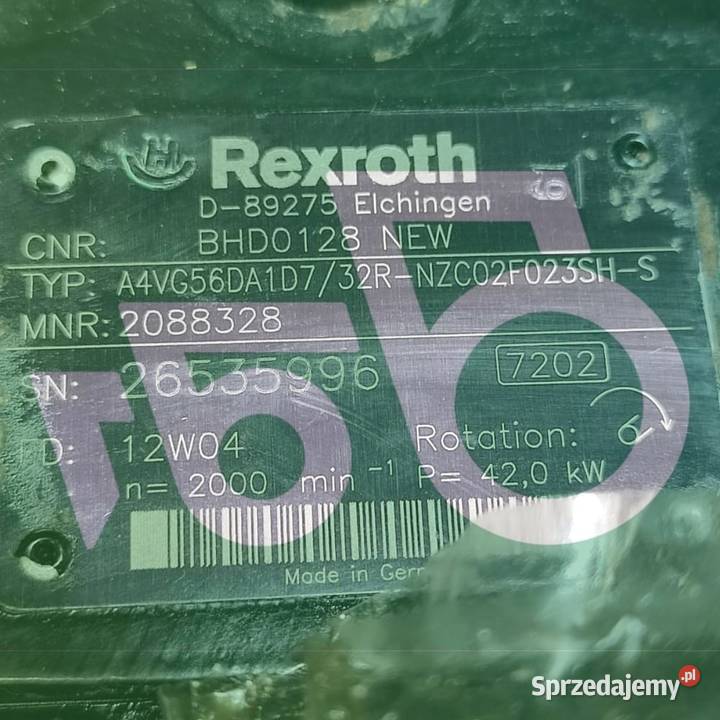 Rexroth
D-89275 Elchingen
CNR: BHD0128 NEW
TYP: A4VG56DA1D7/32R-NZC02F023SH-S
MNR: 2088328
SN: 26535996 7202
FD: 12W04 Rotation:
n= 2000 min⁻¹ P= 42,0 kW
Made in
Sprzedajemy.pl